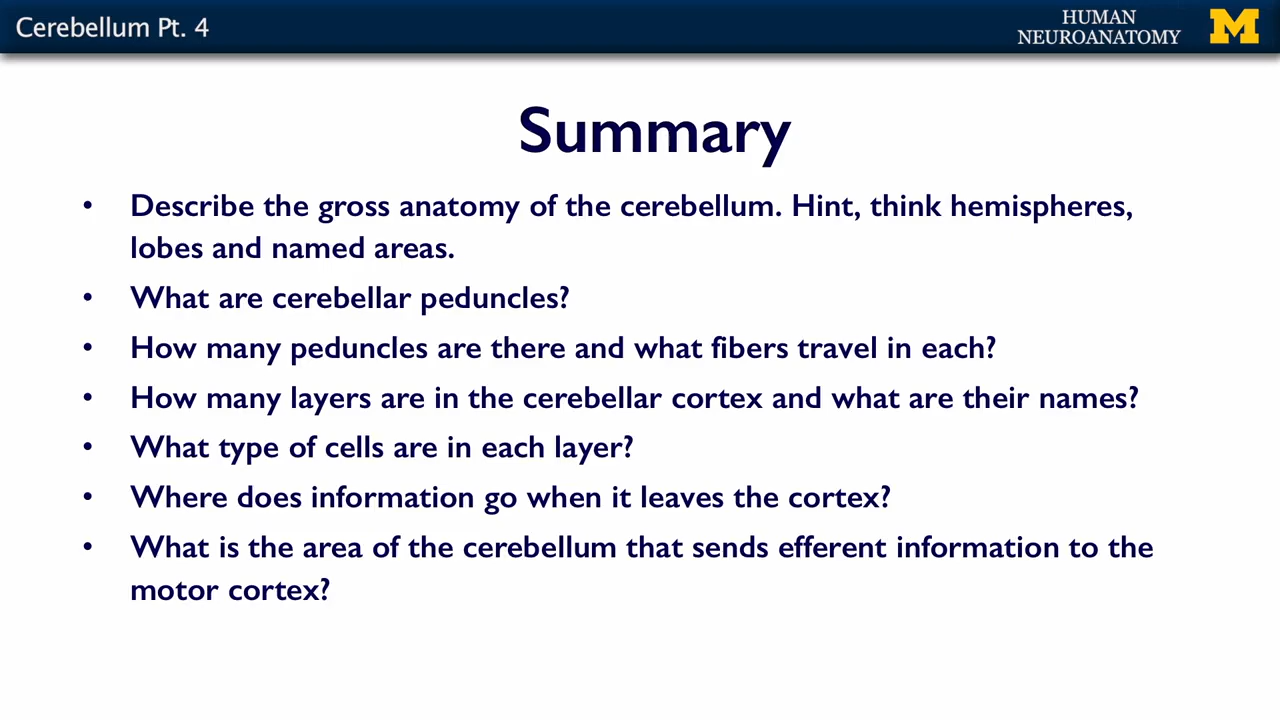 Cerebellum Pt. 4
HUMAN
NEUROANATOMY
M
Summary
• Describe the gross anatomy of the cerebellum. Hint, think hemispheres,
lobes and named areas.
• What are cerebellar peduncles?
• How many peduncles are there and what fibers travel in each?
• How many layers are in the cerebellar cortex and what are their names?
• What type of cells are in each layer?
• Where does information go when it leaves the cortex?
• What is the area of the cerebellum that sends efferent information to the
motor cortex?